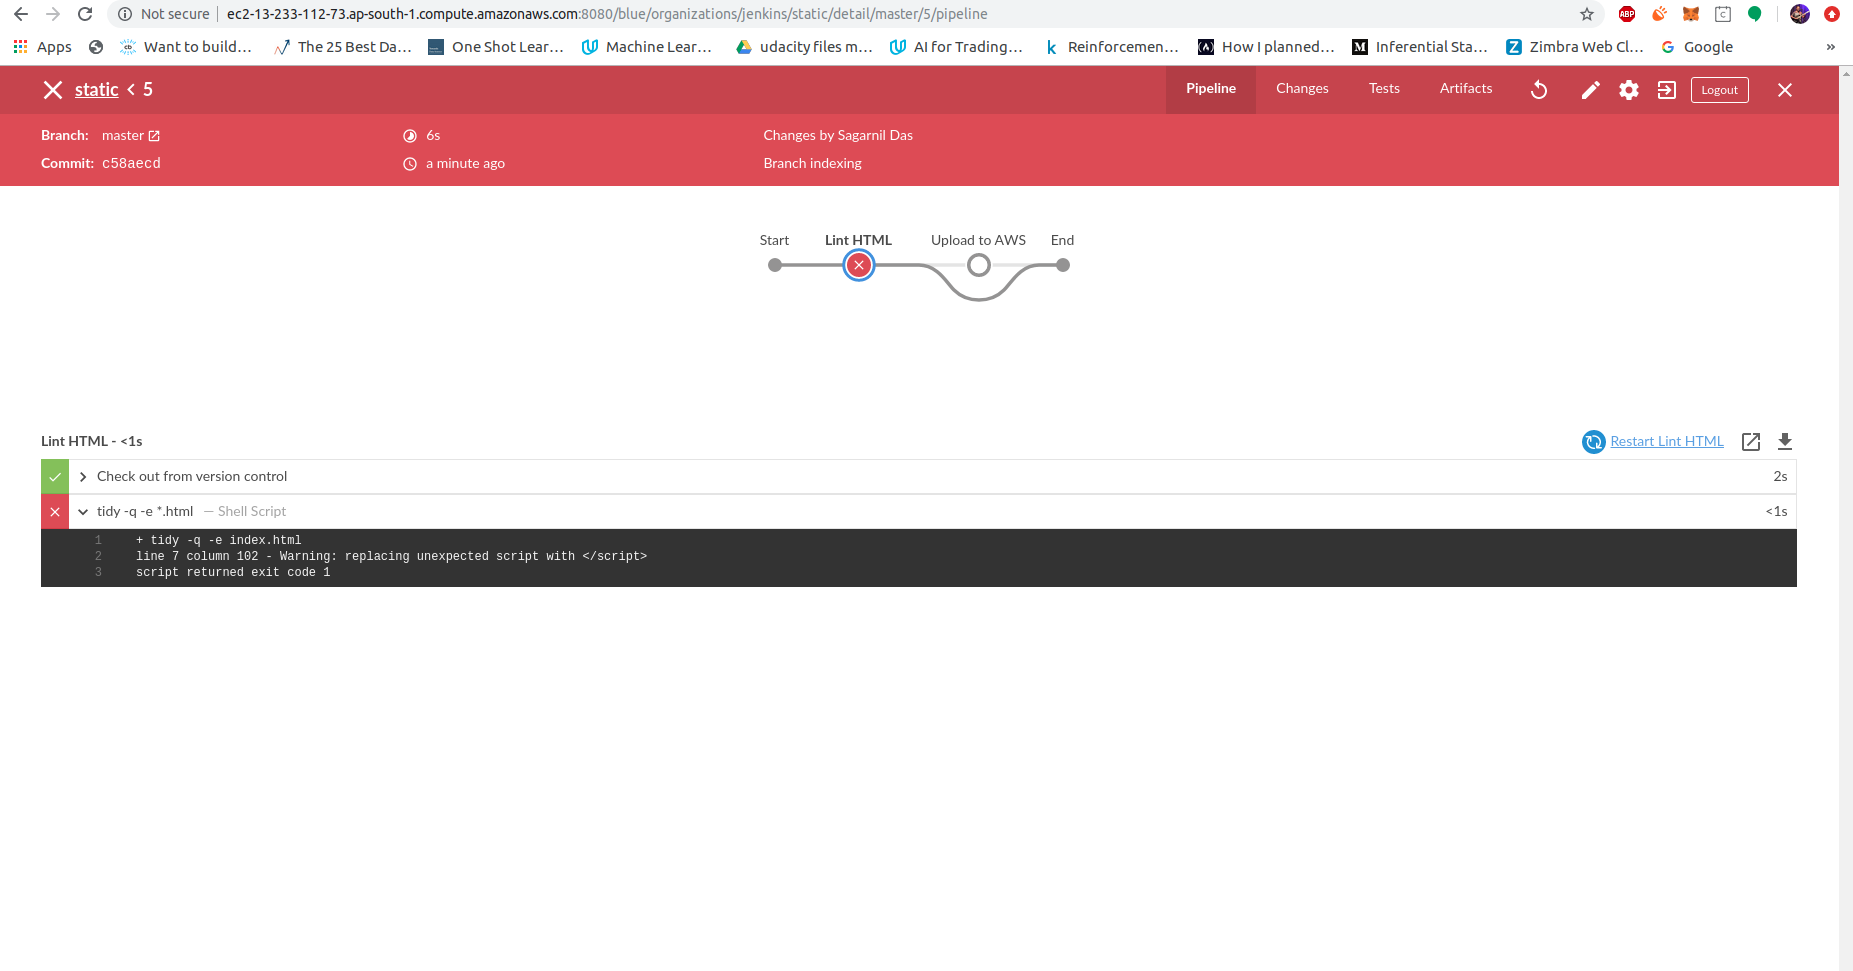 Not secure ec2-13-233-112-73.ap-south-1.compute.amazonaws.com:8080/blue/organizations/jenkins/static/detail/master/5/pipeline
ABP
Apps Want to build... The 25 Best Da... One Shot Lear... Machine Lear... udacity files m... AI for Trading... k Reinforcemen... How I planned... M Inferential Sta... Z Zimbra Web Cl... G Google »
static < 5 Pipeline Changes Tests Artifacts Logout
Branch: master 6s Changes by Sagarnil Das
Commit: c58aecd a minute ago Branch indexing
Start Lint HTML Upload to AWS End
Lint HTML - <1s Restart Lint HTML
Check out from version control 2s
tidy -q -e *.html — Shell Script <1s
1 + tidy -q -e index.html
2 line 7 column 102 - Warning: replacing unexpected script with </script>
3 script returned exit code 1